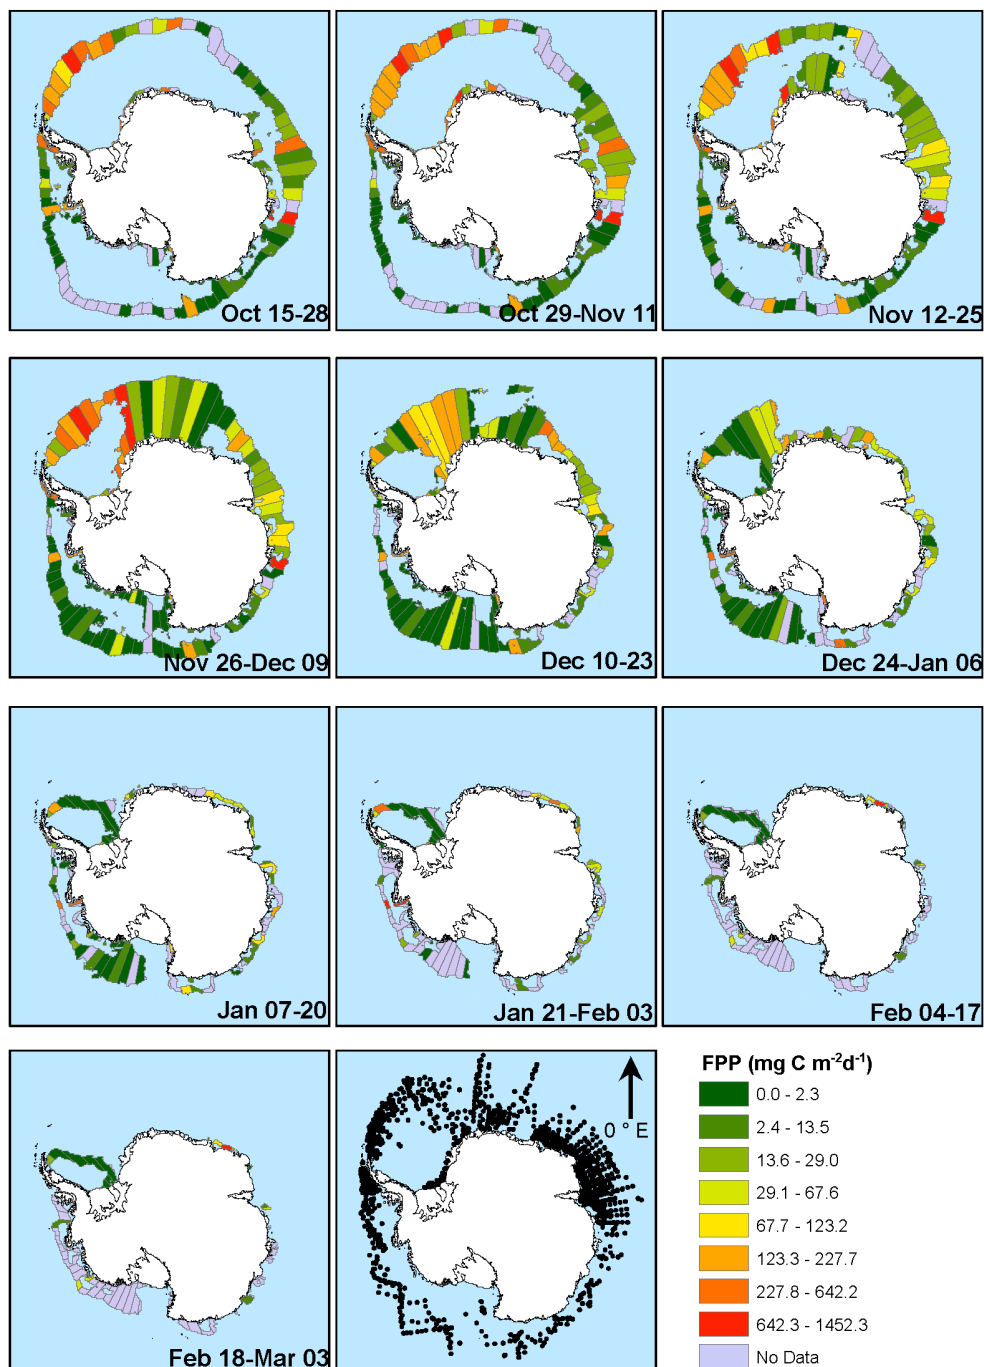 Oct 15-28
Oct 29-Nov 11
Nov 12-25
Nov 26-Dec 09
Dec 10-23
Dec 24-Jan 06
Jan 07-20
Jan 21-Feb 03
Feb 04-17
Feb 18-Mar 03
0 ° E
FPP (mg C m⁻²d⁻¹)
0.0 - 2.3
2.4 - 13.5
13.6 - 29.0
29.1 - 67.6
67.7 - 123.2
123.3 - 227.7
227.8 - 642.2
642.3 - 1452.3
No Data